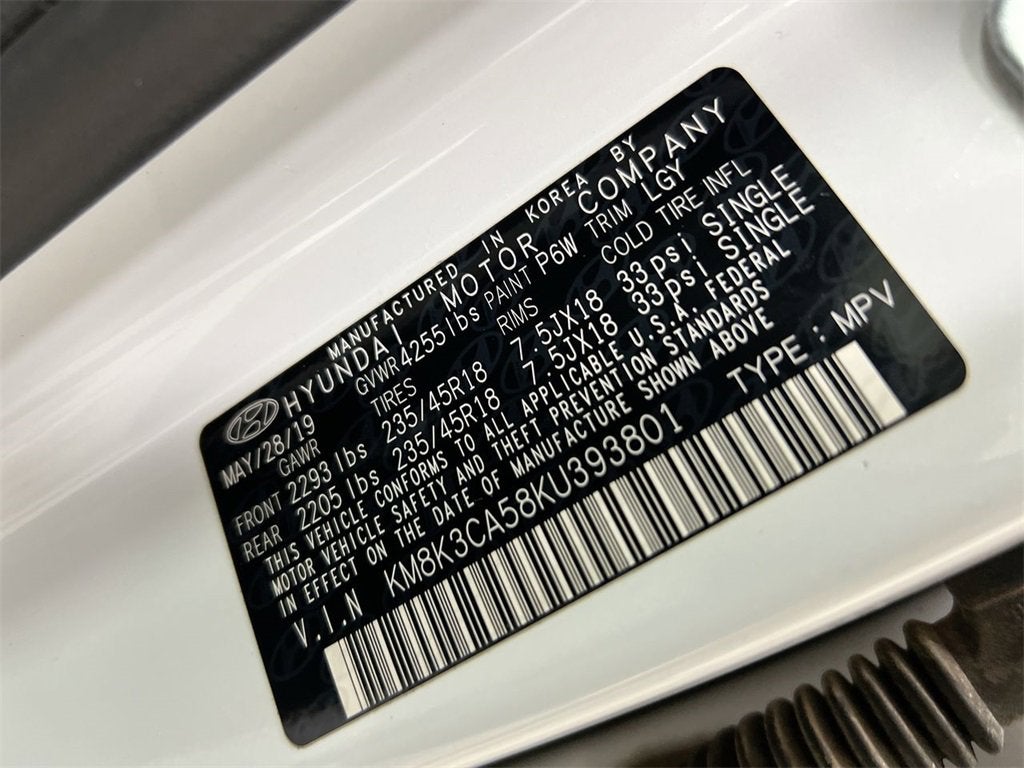 MANUFACTURED IN KOREA BY
HYUNDAI MOTOR COMPANY
MAY/28/19 GVWR 4255 lbs PAINT P6W TRIM LGY
GAWR TIRES RIMS COLD TIRE INFL
FRONT 2293 lbs 235/45R18 7.5JX18 33psi SINGLE
REAR 2205 lbs 235/45R18 7.5JX18 33psi SINGLE
THIS VEHICLE CONFORMS TO ALL APPLICABLE U.S.A. FEDERAL
MOTOR VEHICLE SAFETY AND THEFT PREVENTION STANDARDS
IN EFFECT ON THE DATE OF MANUFACTURE SHOWN ABOVE
V.I.N KM8K3CA58KU393801 TYPE : MPV